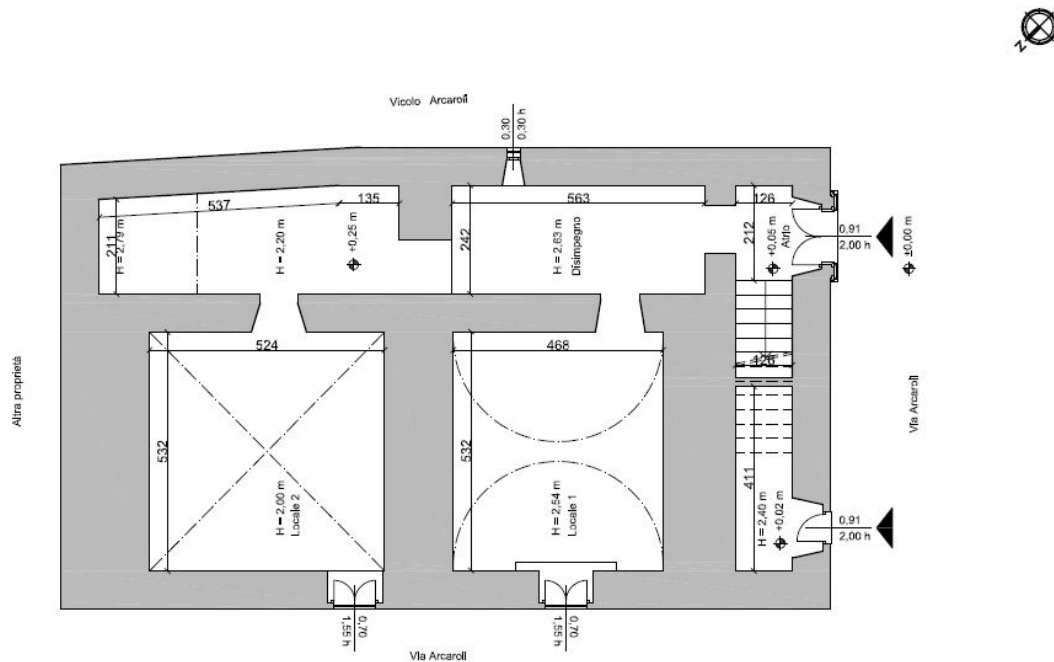 N
Vicolo Arcaroli
0,30
0,30 h
537
135
563
126
211
H = 2,79 m
H = 2,20 m
+0,25 m
242
H = 2,63 m
Disimpegno
212
+0,05 m
Atrio
0,91
2,00 h
±0,00 m
524
468
126
Altra proprietà
Via Arcaroli
532
H = 2,00 m
Locale 2
532
H = 2,54 m
Locale 1
411
H = 2,40 m
+0,02 m
0,91
2,00 h
1,55 h
0,70
1,55 h
0,70
Via Arcaroli